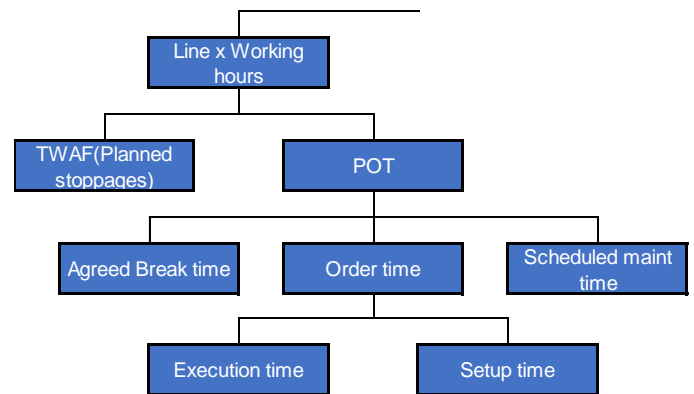 Line x Working
hours
TWAF(Planned
stoppages)
POT
Agreed Break time
Order time
Scheduled maint
time
Execution time
Setup time